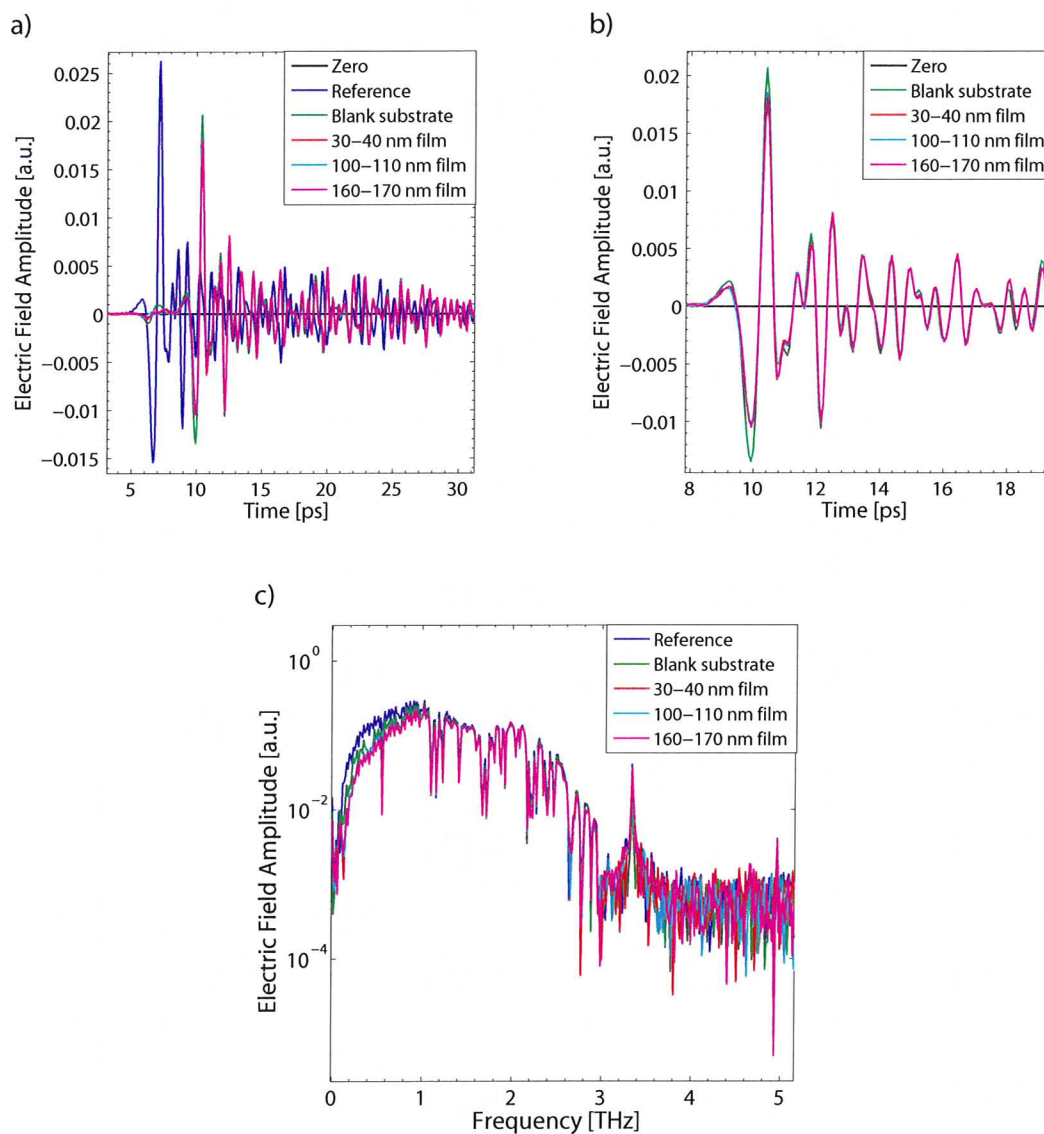 a)
Electric Field Amplitude [a.u.]
0.025
0.02
0.015
0.01
0.005
0
−0.005
−0.01
−0.015
Zero
Reference
Blank substrate
30−40 nm film
100−110 nm film
160−170 nm film
5 10 15 20 25 30
Time [ps]
b)
Electric Field Amplitude [a.u.]
0.02
0.015
0.01
0.005
0
−0.005
−0.01
Zero
Blank substrate
30−40 nm film
100−110 nm film
160−170 nm film
8 10 12 14 16 18
Time [ps]
c)
Electric Field Amplitude [a.u.]
10⁰
10⁻²
10⁻⁴
Reference
Blank substrate
30−40 nm film
100−110 nm film
160−170 nm film
0 1 2 3 4 5
Frequency [THz]